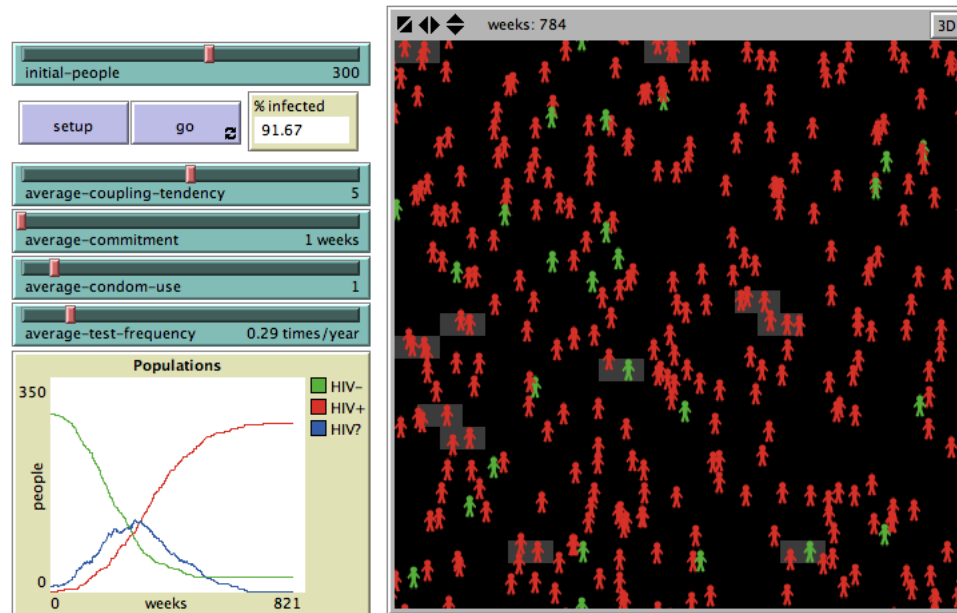 weeks: 784
3D
initial-people 300
setup
go
% infected
91.67
average-coupling-tendency 5
average-commitment 1 weeks
average-condom-use 1
average-test-frequency 0.29 times/year
Populations
350
people
0
0
weeks
821
HIV-
HIV+
HIV?